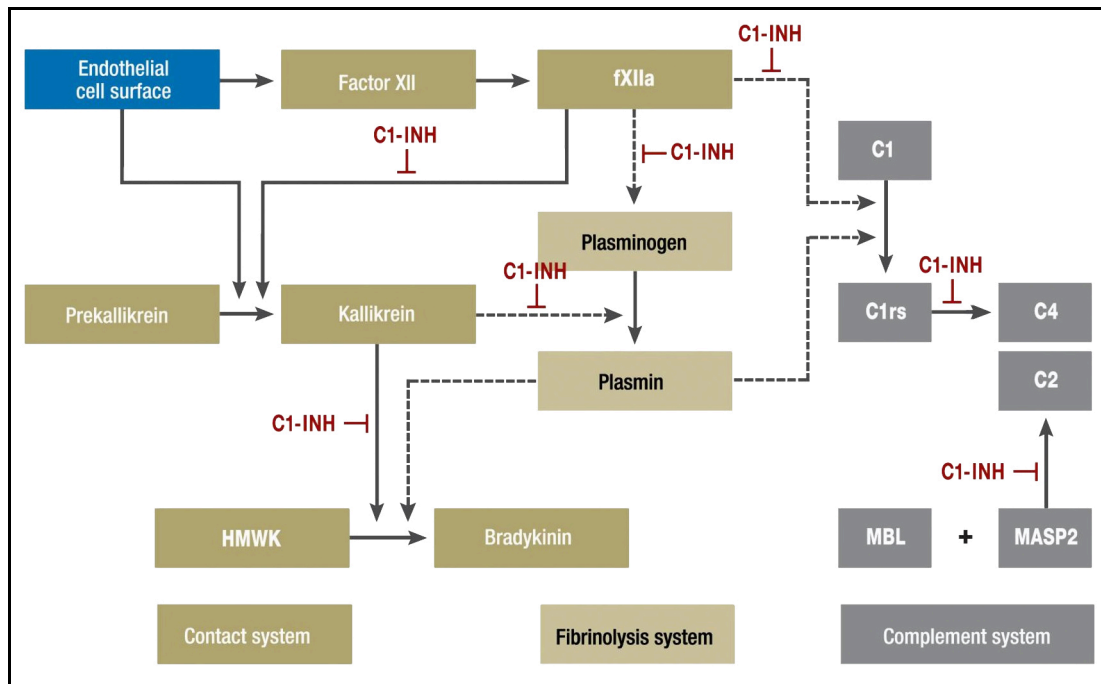 C1-INH
Endothelial
cell surface
Factor XII
fXIIa
C1-INH
C1-INH
C1
Plasminogen
C1-INH
C1-INH
Prekallikrein
Kallikrein
C1rs
C4
Plasmin
C2
C1-INH
C1-INH
HMWK
Bradykinin
MBL
+
MASP2
Contact system
Fibrinolysis system
Complement system